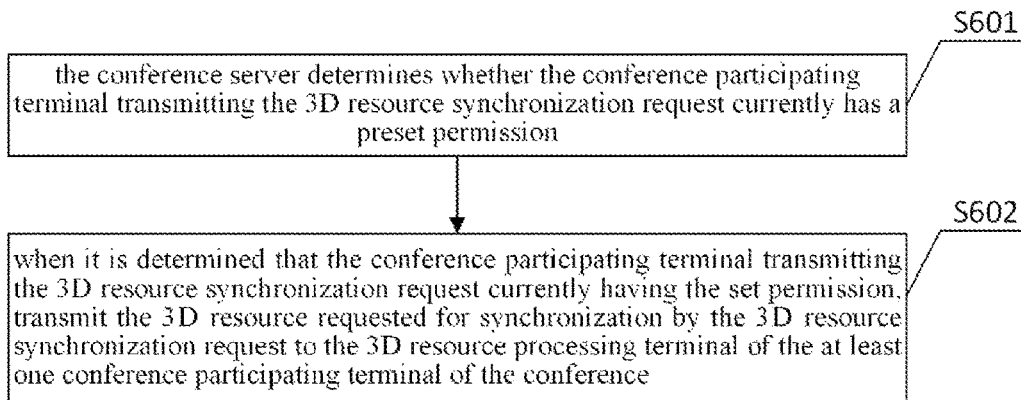 S601
the conference server determines whether the conference participating
terminal transmitting the 3D resource synchronization request currently has a
preset permission
S602
when it is determined that the conference participating terminal transmitting
the 3D resource synchronization request currently having the set permission,
transmit the 3D resource requested for synchronization by the 3D resource
synchronization request to the 3D resource processing terminal of the at least
one conference participating terminal of the conference